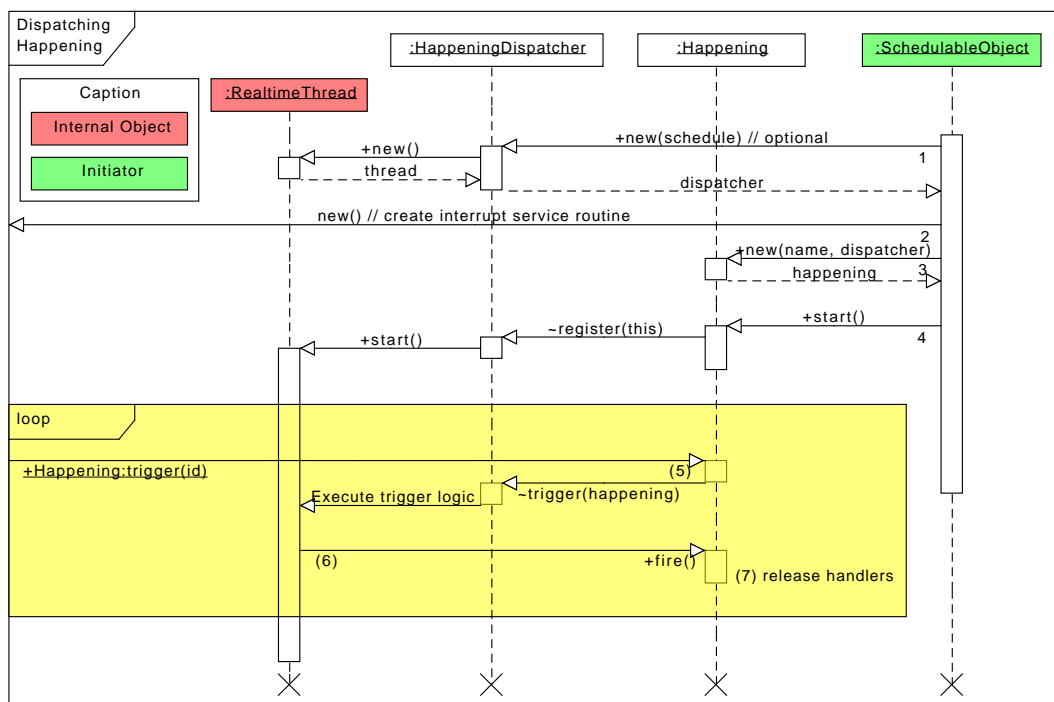 Dispatching
Happening
:HappeningDispatcher
:Happening
:SchedulableObject
Caption
:RealtimeThread
Internal Object
Initiator
+new(schedule) // optional
1
+new()
thread
dispatcher
new() // create interrupt service routine
2
+new(name, dispatcher)
happening
3
+start()
~register(this)
+start()
4
loop
+Happening:trigger(id)
(5)
~trigger(happening)
Execute trigger logic
(6)
+fire()
(7) release handlers